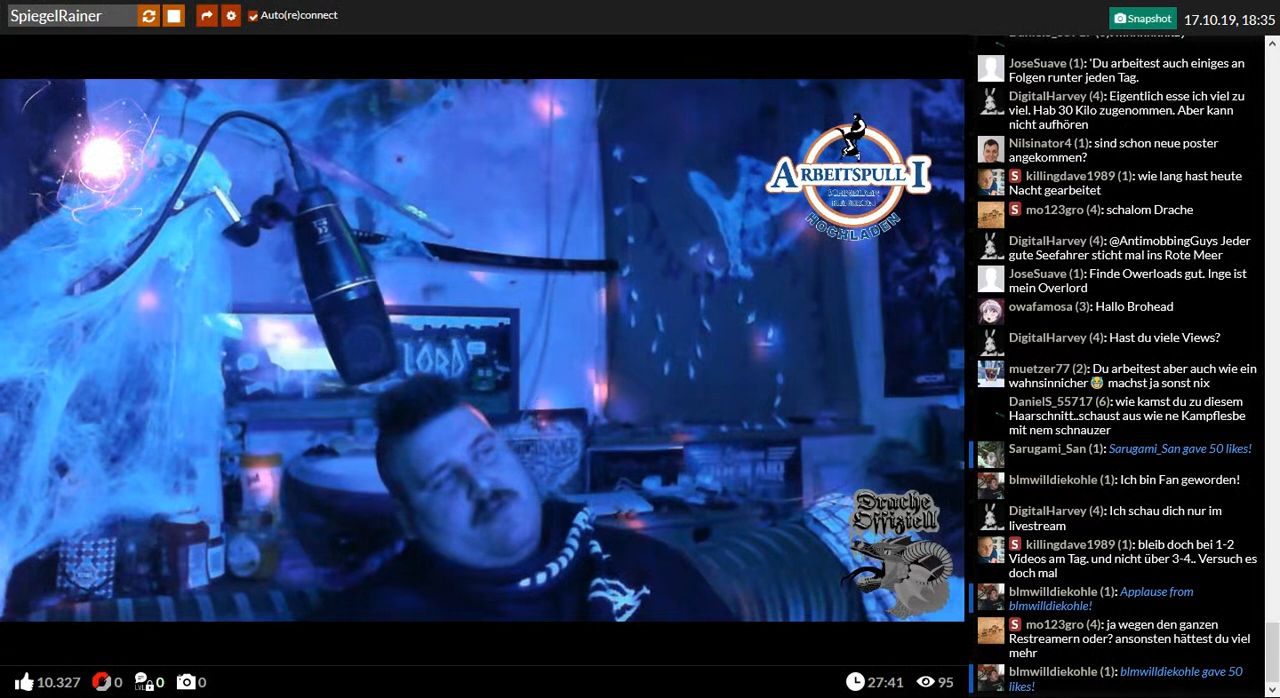 SpiegelRainer
Auto(re)connect
Snapshot
17.10.19, 18:35
ARBEITSPULLI
HOCHLADEN
LORD
Drache
Offiziell
JoseSuave (1): 'Du arbeitest auch einiges an
Folgen runter jeden Tag.
DigitalHarvey (4): Eigentlich esse ich viel zu
viel. Hab 30 Kilo zugenommen. Aber kann
nicht aufhören
Nilsinator4 (1): sind schon neue poster
angekommen?
S killingdave1989 (1): wie lang hast heute
Nacht gearbeitet
S mo123gro (4): schalom Drache
DigitalHarvey (4): @AntimobbingGuys Jeder
gute Seefahrer sticht mal ins Rote Meer
JoseSuave (1): Finde Owerloads gut. Inge ist
mein Overlord
owafamosa (3): Hallo Brohead
DigitalHarvey (4): Hast du viele Views?
muetzer77 (2): Du arbeitest aber auch wie ein
wahnsinnicher 😭 machst ja sonst nix
DanielS_55717 (6): wie kamst du zu diesem
Haarschnitt..schaust aus wie ne Kampflesbe
mit nem schnauzer
Sarugami_San (1): Sarugami_San gave 50 likes!
blmwilldiekohle (1): Ich bin Fan geworden!
DigitalHarvey (4): Ich schau dich nur im
livestream
S killingdave1989 (1): bleib doch bei 1-2
Videos am Tag. und nicht über 3-4.. Versuch es
doch mal
blmwilldiekohle (1): Applause from
blmwilldiekohle!
S mo123gro (4): ja wegen den ganzen
Restreamern oder? ansonsten hättest du viel
mehr
blmwilldiekohle (1): blmwilldiekohle gave 50
likes!
10.327
0
LVL
0
0
27:41
95